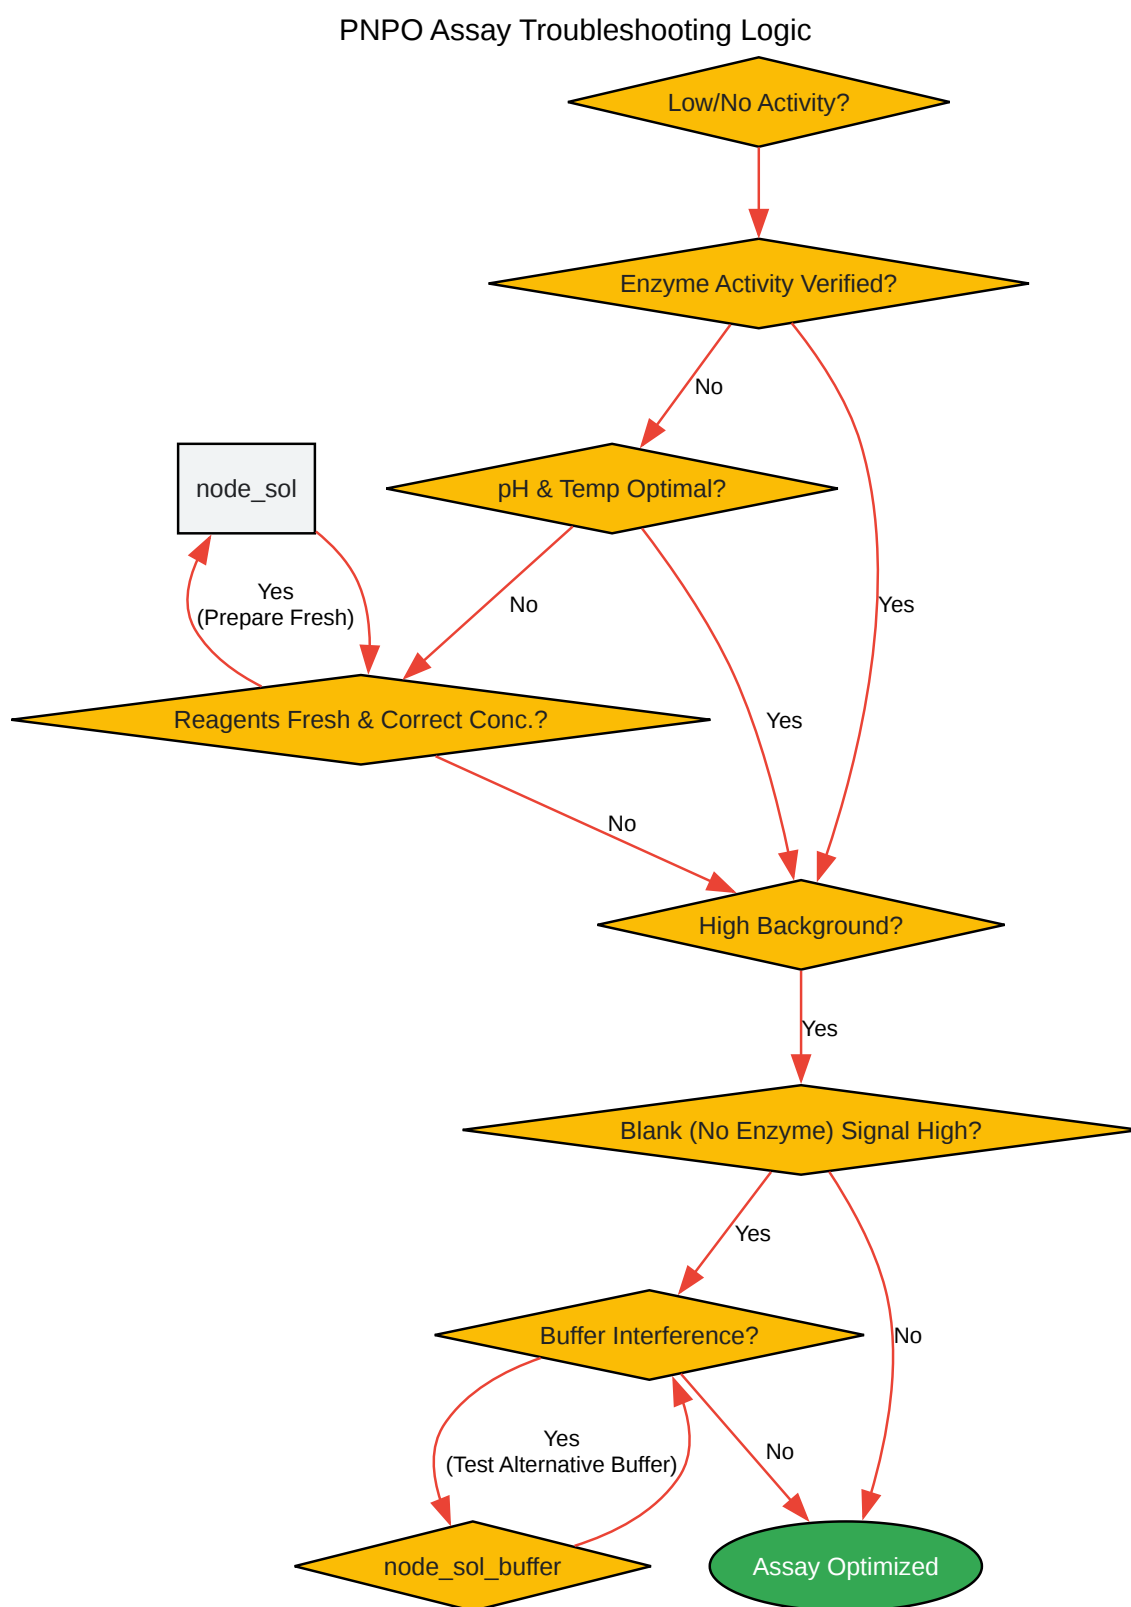 PNPO Assay Troubleshooting Logic
Low/No Activity?
Enzyme Activity Verified?
No
node_sol
pH & Temp Optimal?
Yes
(Prepare Fresh)
No
Yes
Reagents Fresh & Correct Conc.?
Yes
No
High Background?
Yes
Blank (No Enzyme) Signal High?
Yes
Buffer Interference?
No
Yes
(Test Alternative Buffer)
No
node_sol_buffer
Assay Optimized